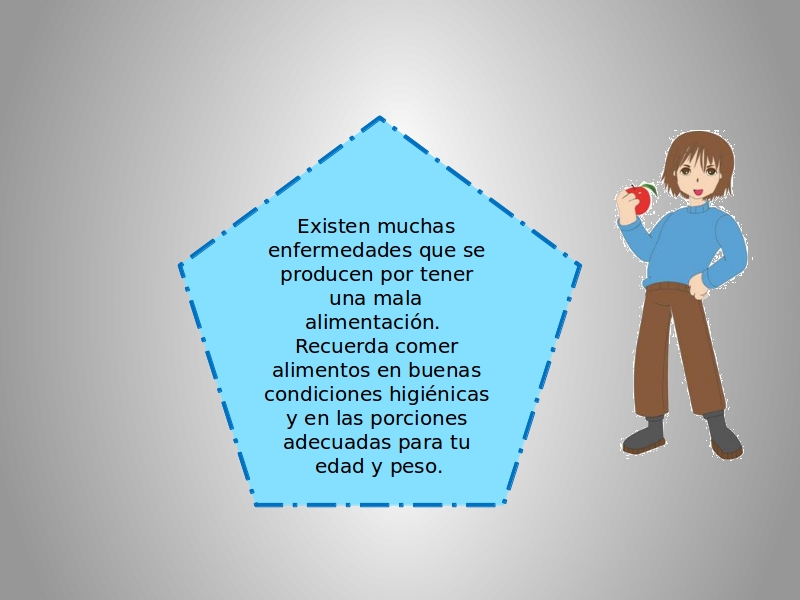 Existen muchas
enfermedades que se
producen por tener
una mala
alimentación.
Recuerda comer
alimentos en buenas
condiciones higiénicas
y en las porciones
adecuadas para tu
edad y peso.